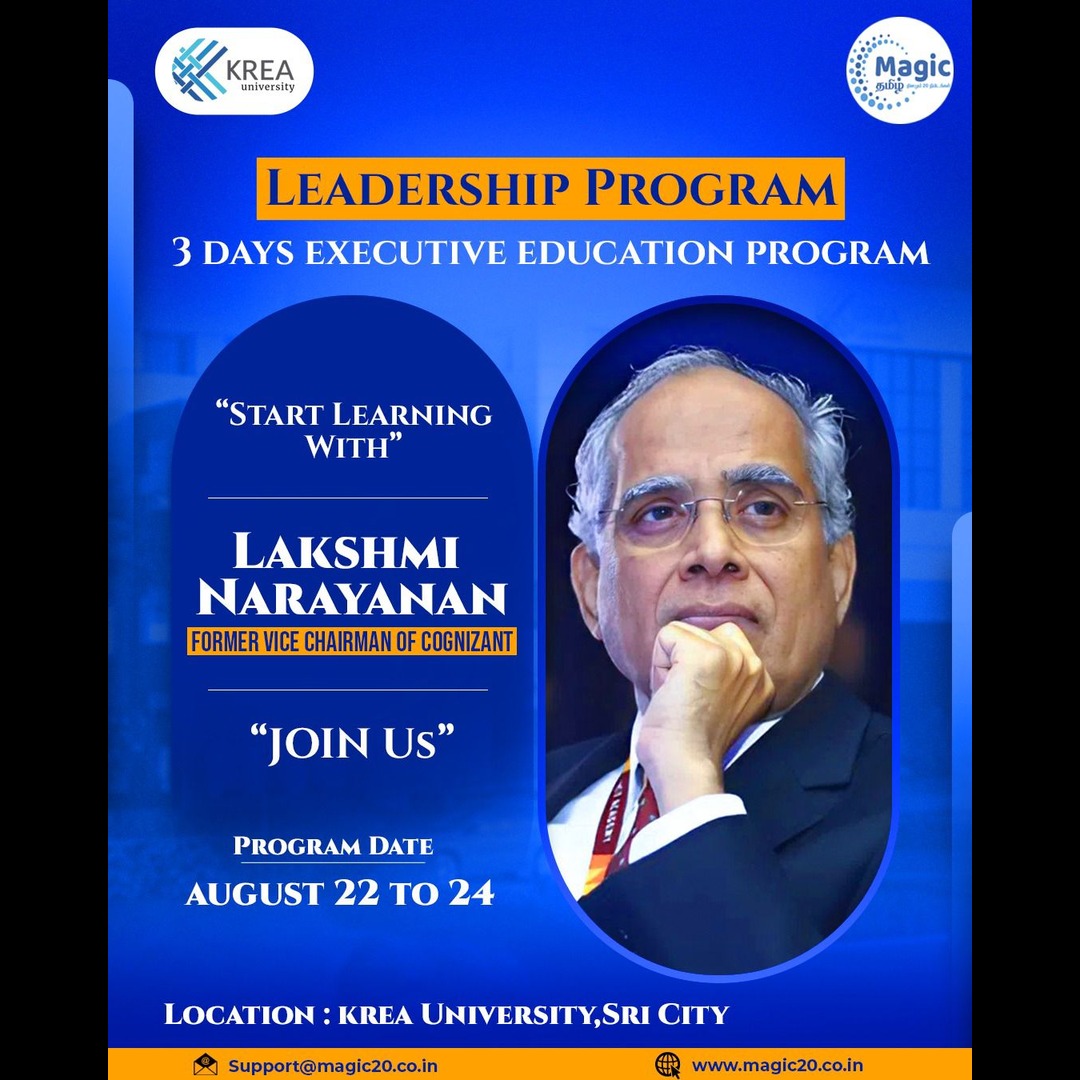 KREA
university
Magic
தமிழ்
LEADERSHIP PROGRAM
3 DAYS EXECUTIVE EDUCATION PROGRAM
“START LEARNING
WITH”
LAKSHMI
NARAYANAN
FORMER VICE CHAIRMAN OF COGNIZANT
“JOIN US”
PROGRAM DATE
AUGUST 22 TO 24
LOCATION : KREA UNIVERSITY,SRI CITY
Support@magic20.co.in
www.magic20.co.in